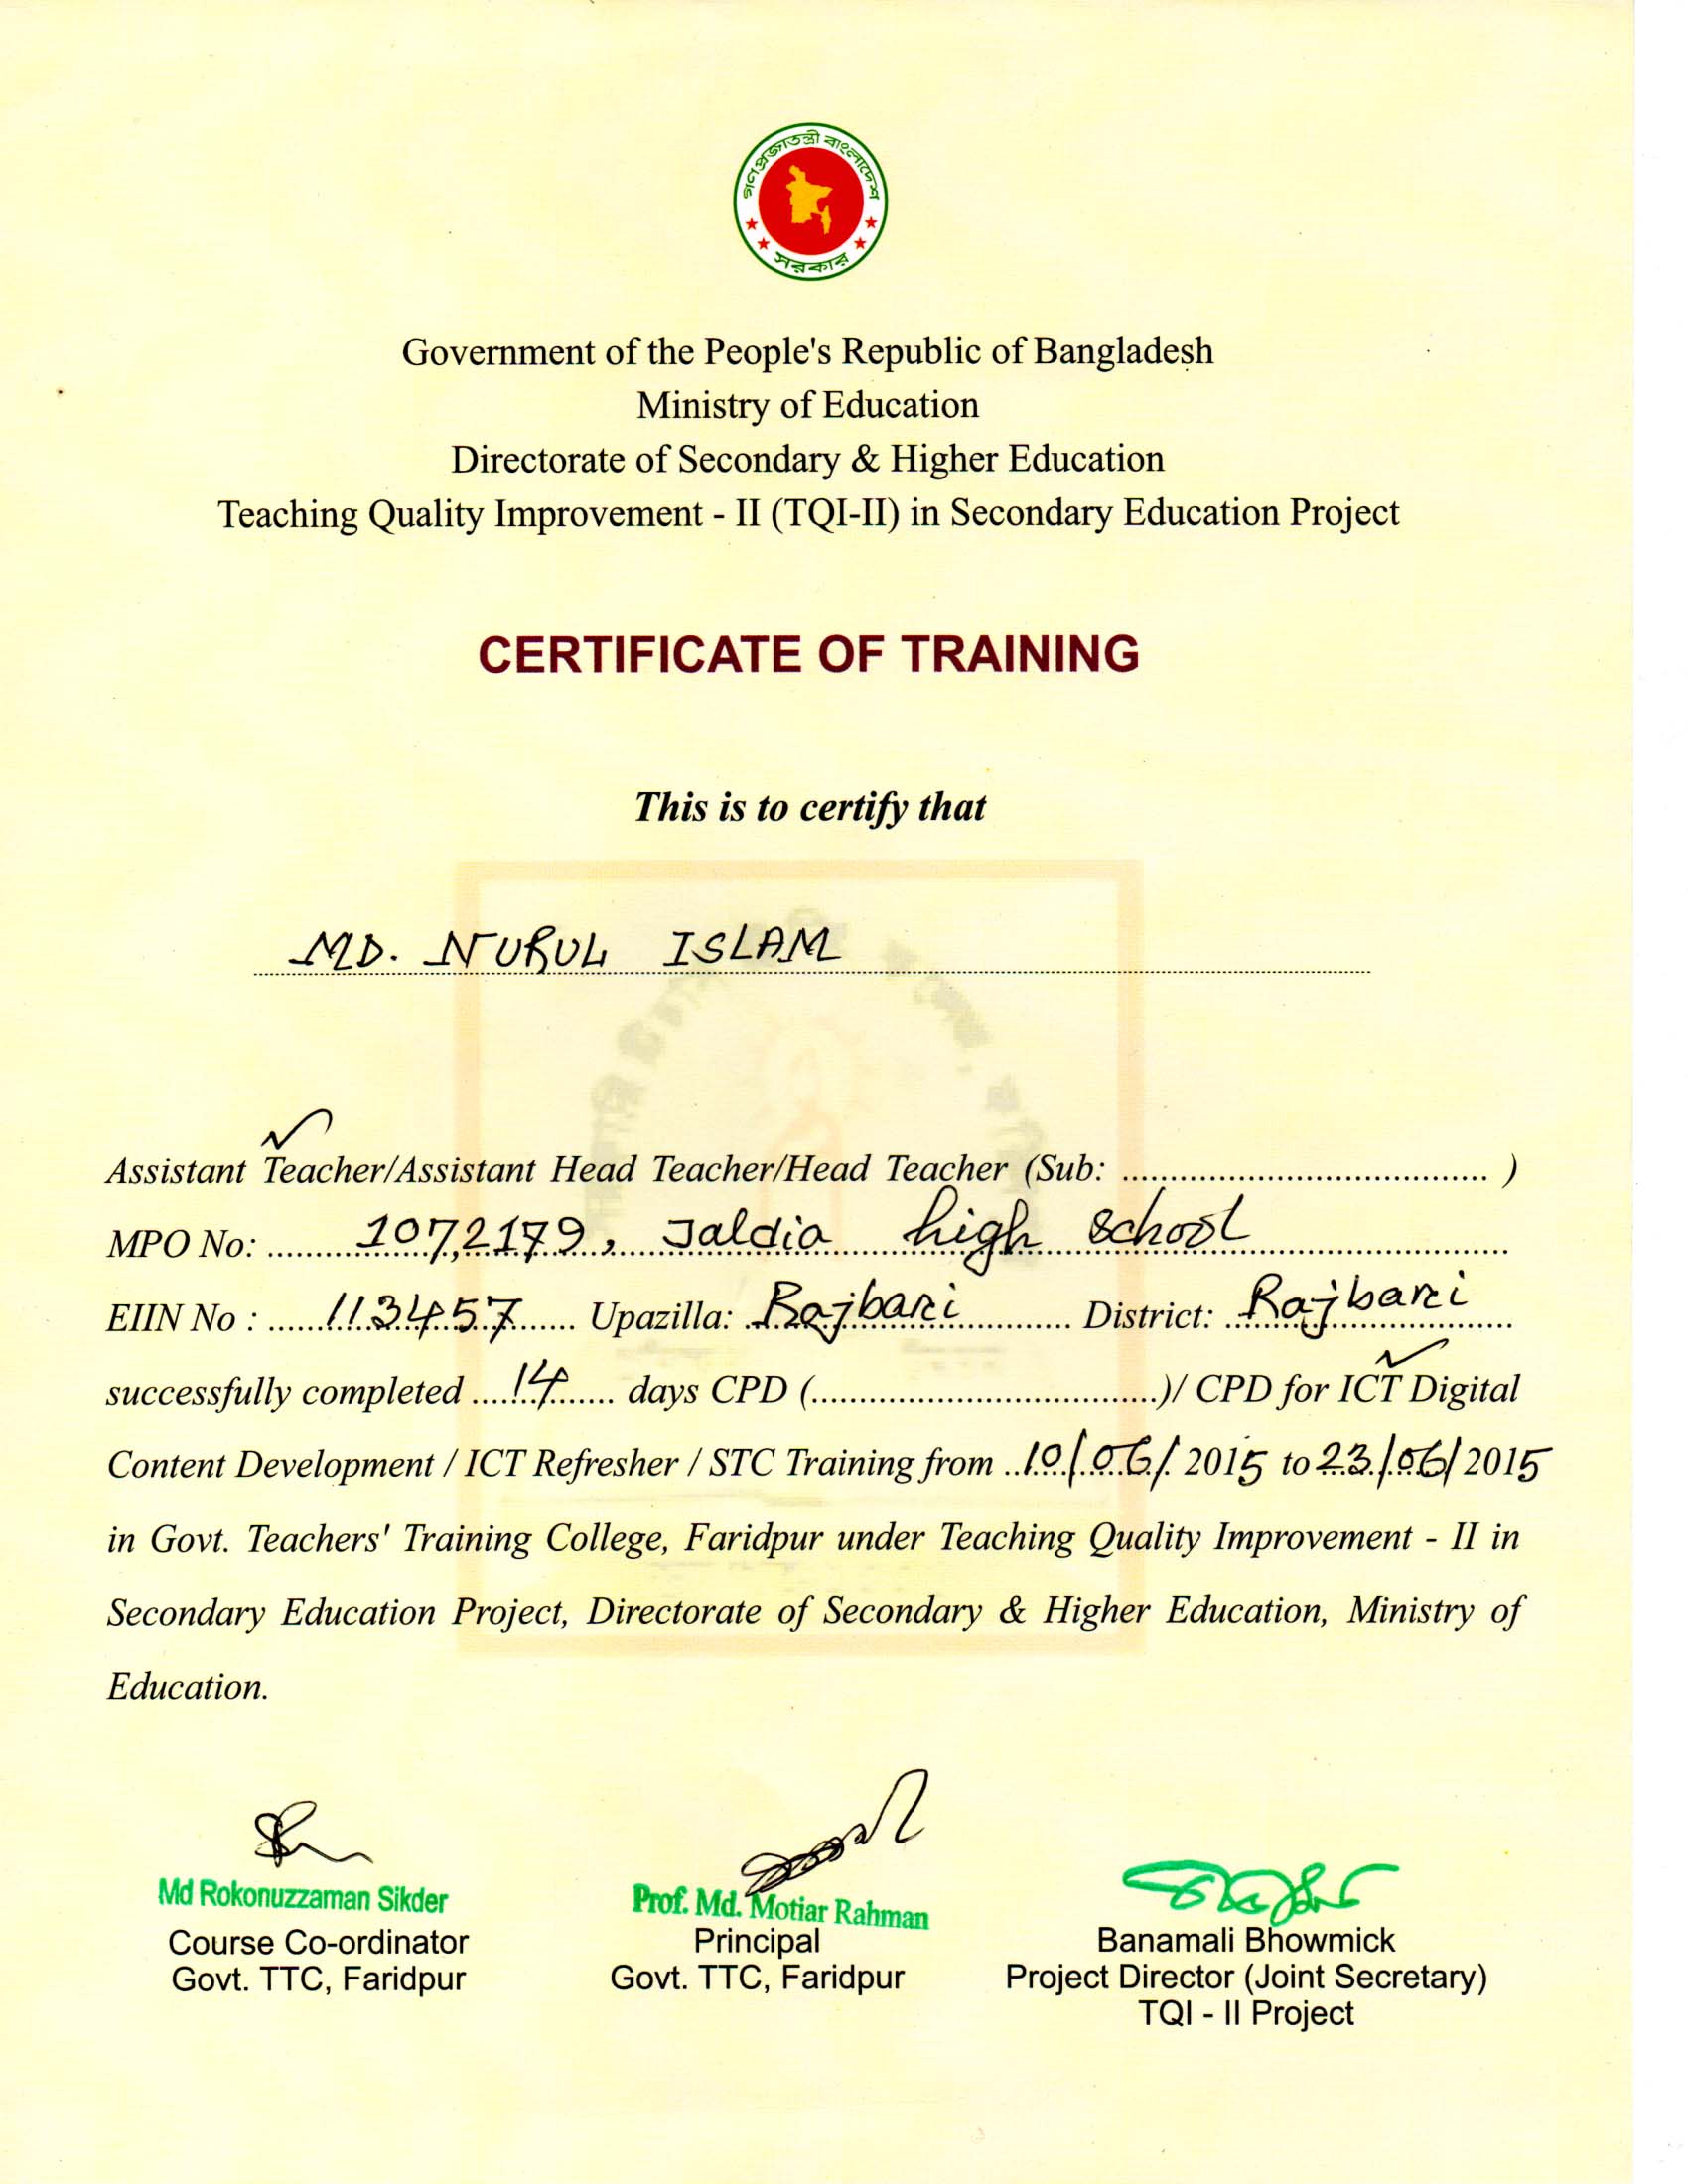 গণপ্রজাতন্ত্রী বাংলাদেশ
সরকার
Government of the People's Republic of Bangladesh
Ministry of Education
Directorate of Secondary & Higher Education
Teaching Quality Improvement - II (TQI-II) in Secondary Education Project
CERTIFICATE OF TRAINING
This is to certify that
MD. NURUL ISLAM
Assistant Teacher/Assistant Head Teacher/Head Teacher (Sub: ...................................... )
MPO No: 1072179, Jaldia high school
EIIN No : 113457 Upazilla: Rajbari District: Rajbari
successfully completed 14 days CPD (....................................)/ CPD for ICT Digital
Content Development / ICT Refresher / STC Training from 10/06/2015 to 23/06/2015
in Govt. Teachers' Training College, Faridpur under Teaching Quality Improvement - II in
Secondary Education Project, Directorate of Secondary & Higher Education, Ministry of
Education.
Md Rokonuzzaman Sikder
Course Co-ordinator
Govt. TTC, Faridpur
Prof. Md. Motiar Rahman
Principal
Govt. TTC, Faridpur
Banamali Bhowmick
Project Director (Joint Secretary)
TQI - II Project